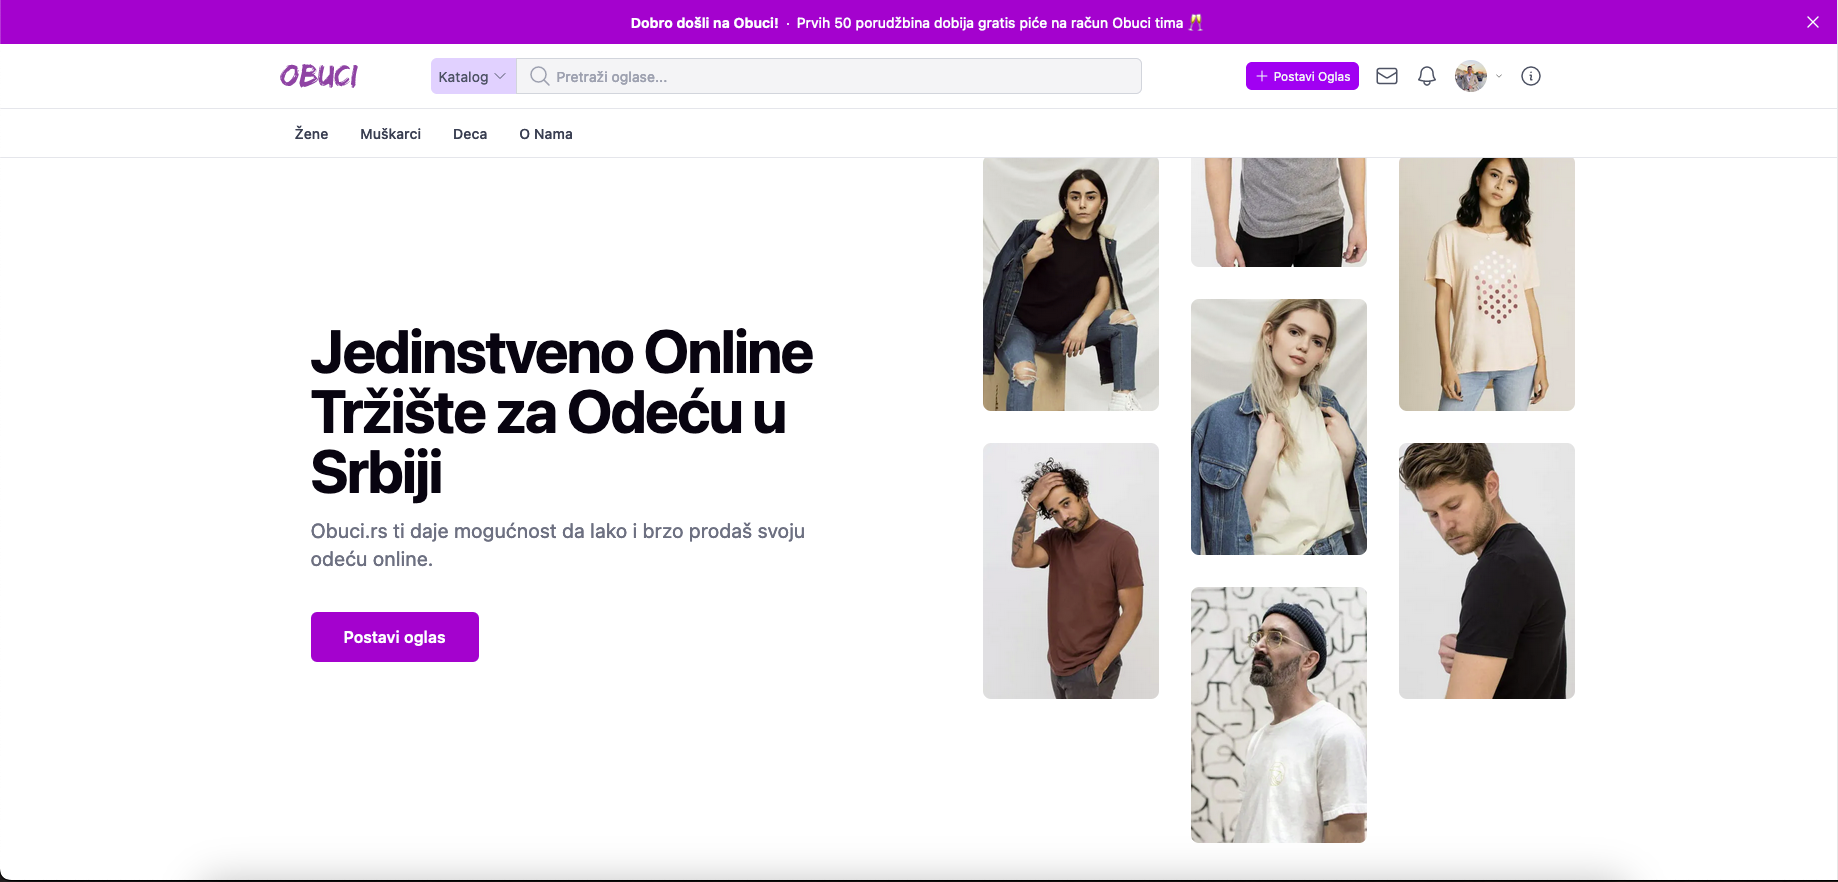 Dobro došli na Obuci! · Prvih 50 porudžbina dobija gratis piće na račun Obuci tima 🥂
OBUCI
Katalog
Pretraži oglase...
Postavi Oglas
Žene
Muškarci
Deca
O Nama
Jedinstveno Online
Tržište za Odeću u
Srbiji
Obuci.rs ti daje mogućnost da lako i brzo prodaš svoju
odeću online.
Postavi oglas